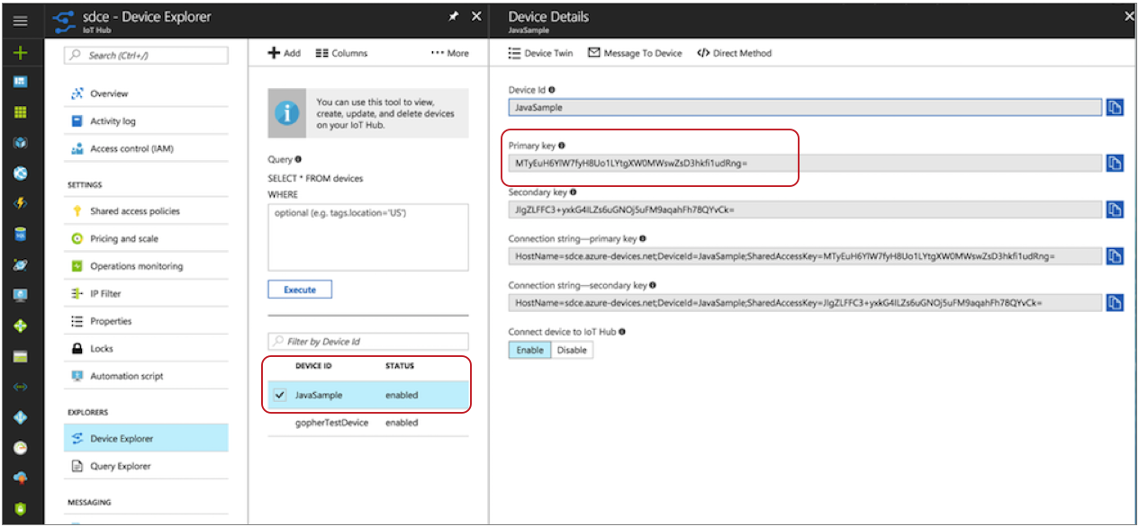 sdce - Device Explorer
IoT Hub
Search (Ctrl+/)
Overview
Activity log
Access control (IAM)
SETTINGS
Shared access policies
Pricing and scale
Operations monitoring
IP Filter
Properties
Locks
Automation script
EXPLORERS
Device Explorer
Query Explorer
MESSAGING
Add
Columns
More
You can use this tool to view,
create, update, and delete devices
on your IoT Hub.
Query
SELECT * FROM devices
WHERE
optional (e.g. tags.location='US')
Execute
Filter by Device Id
DEVICE ID STATUS
JavaSample enabled
gopherTestDevice enabled
Device Details
JavaSample
Device Twin
Message To Device
Direct Method
Device Id
JavaSample
Primary key
MTyEuH6YlW7fyH8Uo1LYtgXW0MWswZsD3hkfi1udRng=
Secondary key
JIgZLFFC3+yxkG4ILZs6uGNOj5uFM9aqahFh78QYvCk=
Connection string—primary key
HostName=sdce.azure-devices.net;DeviceId=JavaSample;SharedAccessKey=MTyEuH6YlW7fyH8Uo1LYtgXW0MWswZsD3hkfi1udRng=
Connection string—secondary key
HostName=sdce.azure-devices.net;DeviceId=JavaSample;SharedAccessKey=JIgZLFFC3+yxkG4ILZs6uGNOj5uFM9aqahFh78QZvCk=
Connect device to IoT Hub
Enable Disable